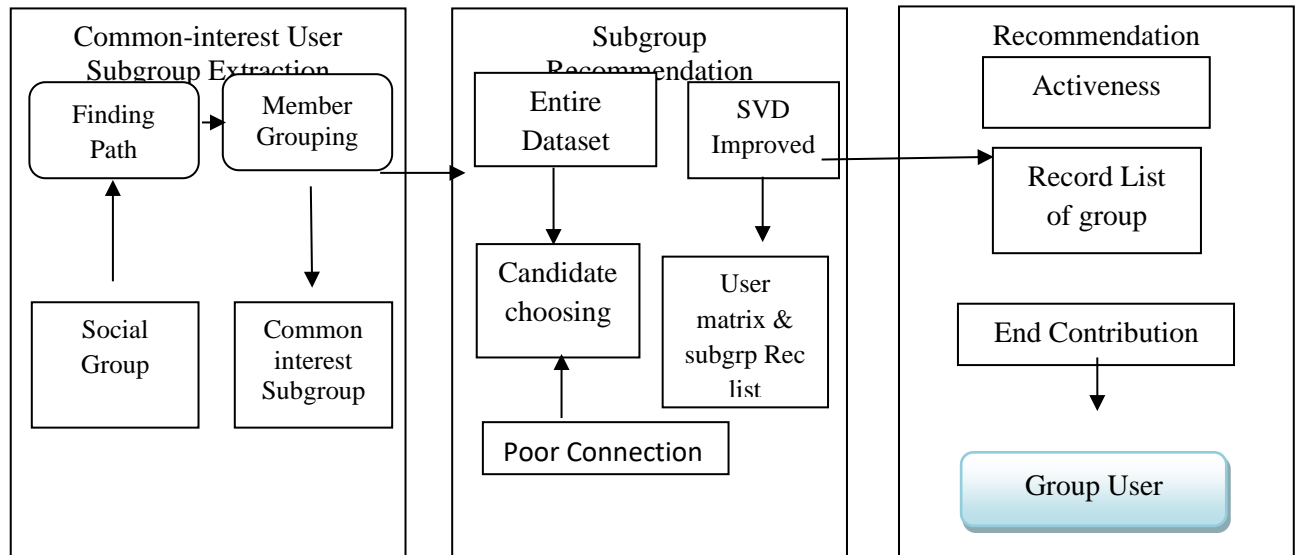 Common-interest User
Subgroup Extraction
Finding
Path
Member
Grouping
Social
Group
Common
interest
Subgroup
Subgroup
Recommendation
Entire
Dataset
SVD
Improved
Candidate
choosing
User
matrix &
subgrp Rec
list
Poor Connection
Recommendation
Activeness
Record List
of group
End Contribution
Group User